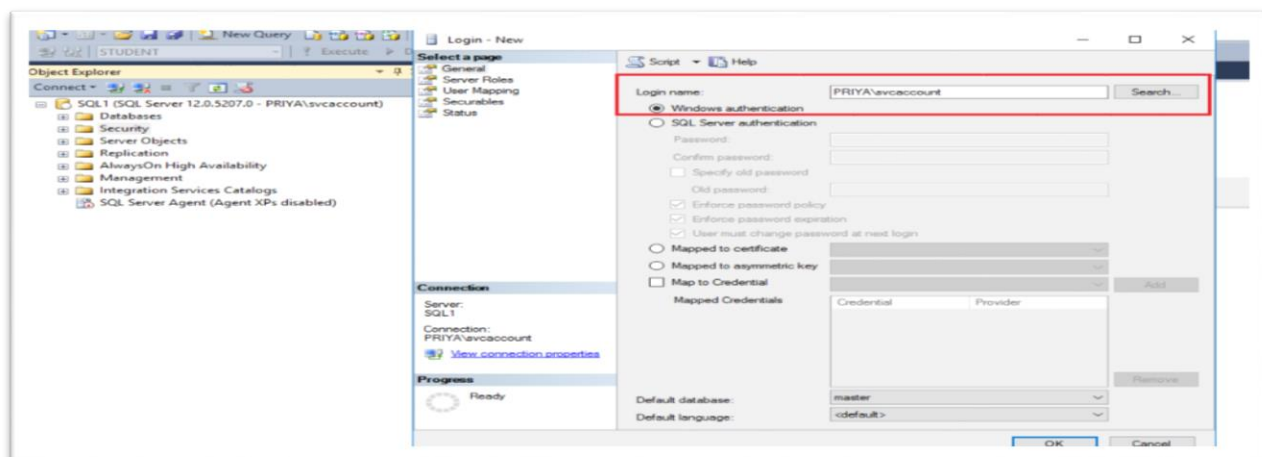 New Query
STUDENT
Execute
Object Explorer
Connect
SQL1 (SQL Server 12.0.5207.0 - PRIYA\svcaccount)
Databases
Security
Server Objects
Replication
AlwaysOn High Availability
Management
Integration Services Catalogs
SQL Server Agent (Agent XPs disabled)
Login - New
Select a page
General
Server Roles
User Mapping
Securables
Status
Connection
Server:
SQL1
Connection:
PRIYA\svcaccount
View connection properties
Progress
Ready
Script
Help
Login name:
PRIYA\svcaccount
Search...
Windows authentication
SQL Server authentication
Password:
Confirm password:
Specify old password
Old password:
Enforce password policy
Enforce password expiration
User must change password at next login
Mapped to certificate
Mapped to asymmetric key
Map to Credential
Add
Mapped Credentials
Credential
Provider
Remove
Default database:
master
Default language:
<default>
OK
Cancel